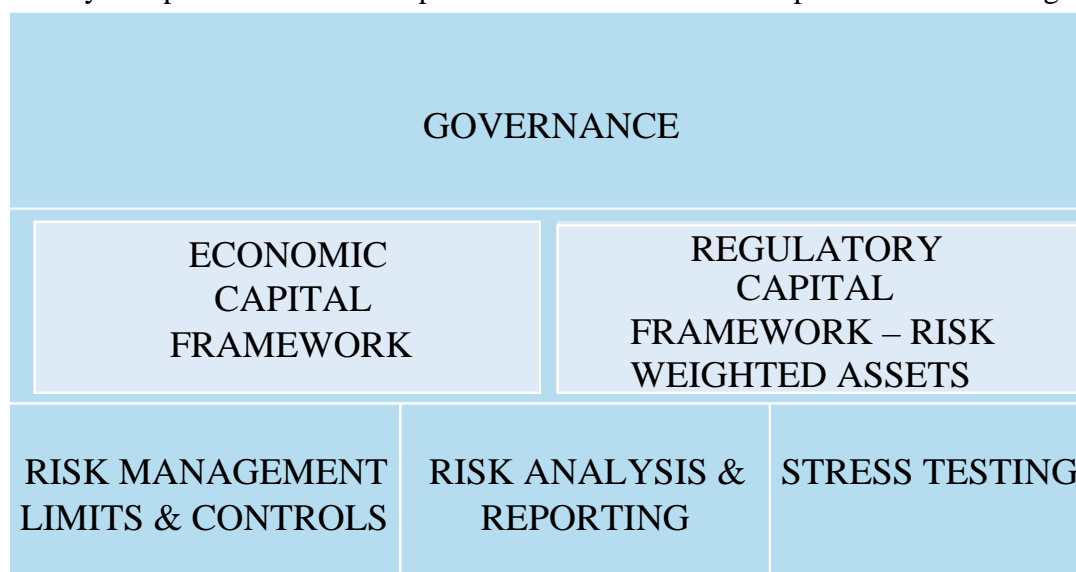 GOVERNANCE
ECONOMIC
CAPITAL
FRAMEWORK
REGULATORY
CAPITAL
FRAMEWORK – RISK
WEIGHTED ASSETS
RISK MANAGEMENT
LIMITS & CONTROLS
RISK ANALYSIS &
REPORTING
STRESS TESTING